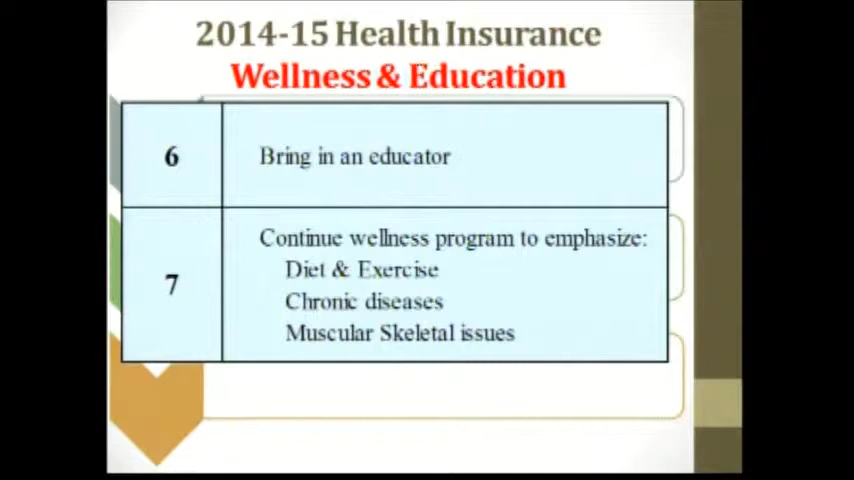 2014-15 Health Insurance
Wellness & Education
6
Bring in an educator
7
Continue wellness program to emphasize:
Diet & Exercise
Chronic diseases
Muscular Skeletal issues